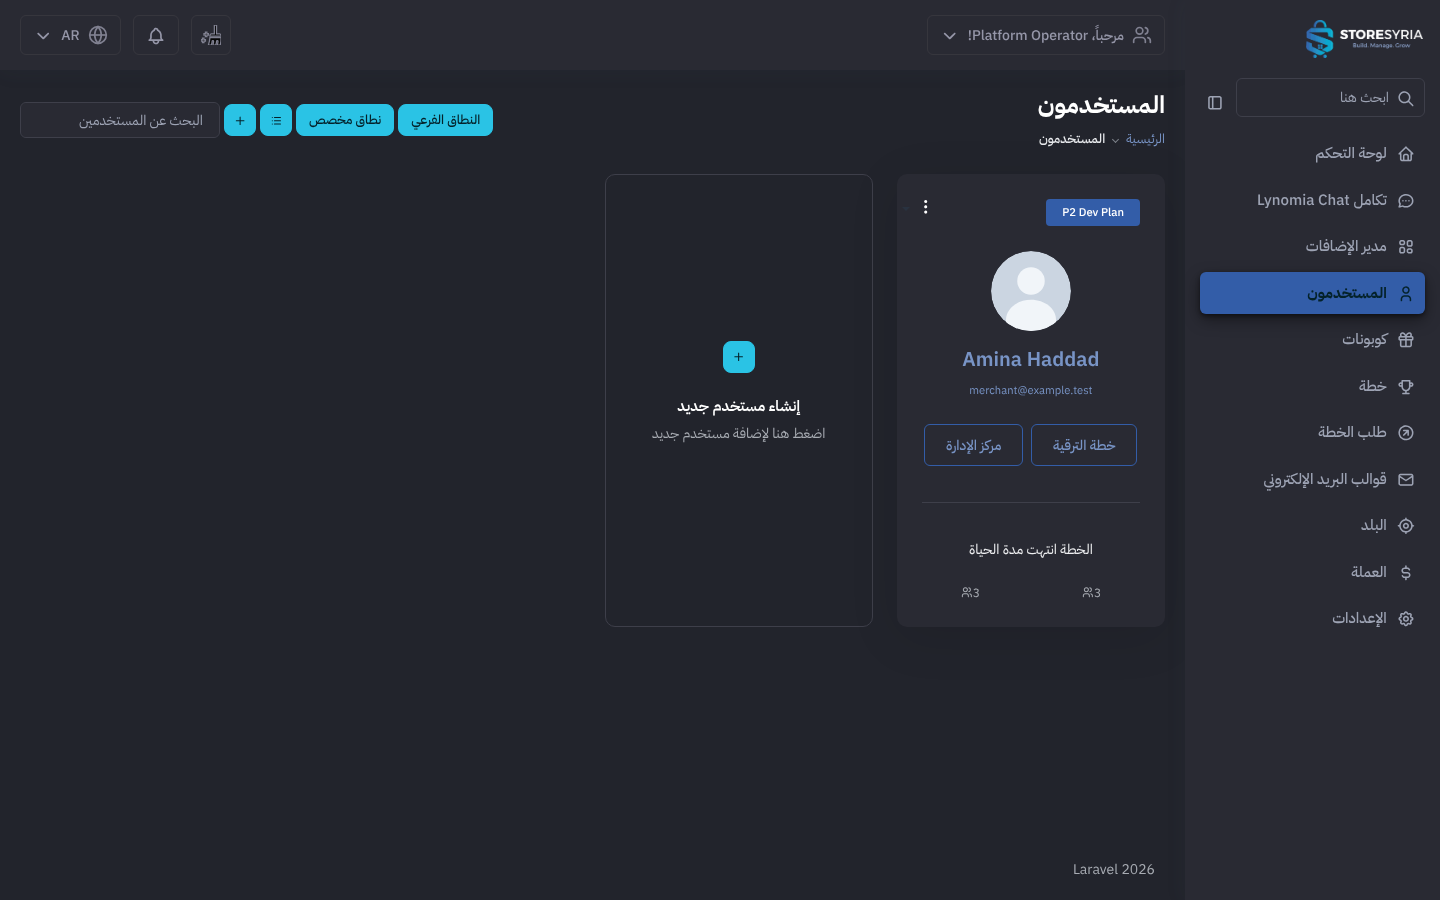 STORESYRIA
Build. Manage. Grow
مرحباً، Platform Operator!
AR
ابحث هنا
لوحة التحكم
تكامل Lynomia Chat
مدير الإضافات
المستخدمون
كوبونات
خطة
طلب الخطة
قوالب البريد الإلكتروني
البلد
العملة
الإعدادات
المستخدمون
الرئيسية
المستخدمون
النطاق الفرعي
نطاق مخصص
البحث عن المستخدمين
P2 Dev Plan
Amina Haddad
merchant@example.test
خطة الترقية
مركز الإدارة
الخطة انتهت مدة الحياة
3
3
إنشاء مستخدم جديد
اضغط هنا لإضافة مستخدم جديد
Laravel 2026